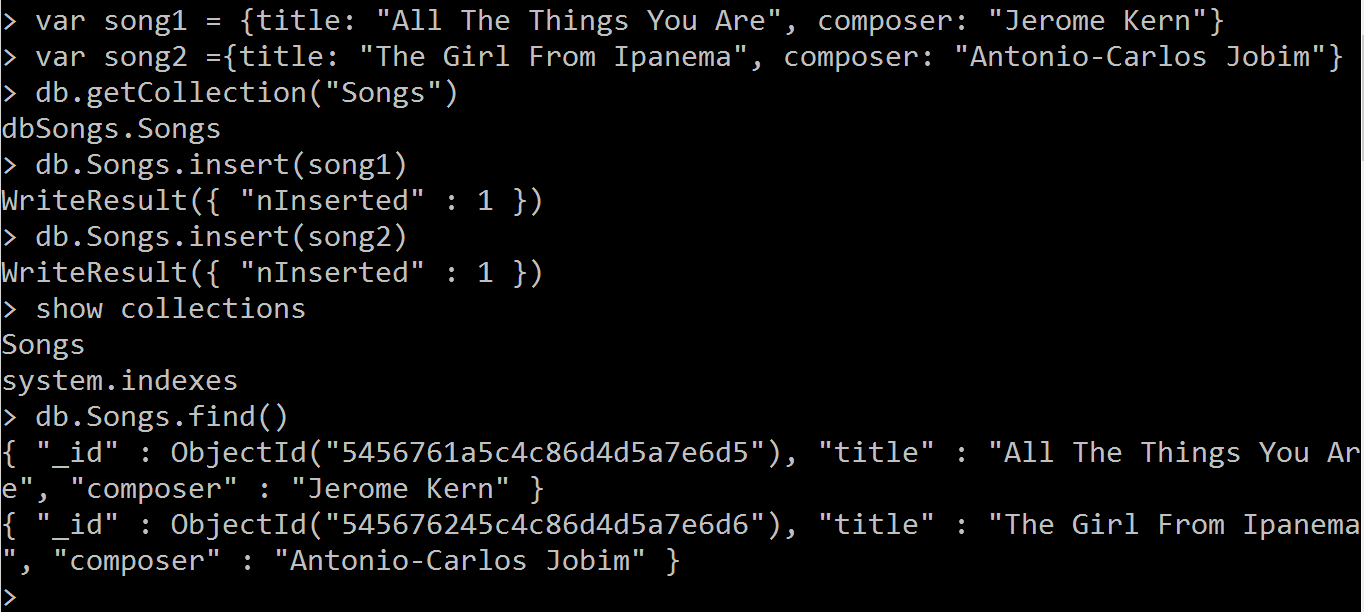 > var song1 = {title: "All The Things You Are", composer: "Jerome Kern"}
> var song2 ={title: "The Girl From Ipanema", composer: "Antonio-Carlos Jobim"}
> db.getCollection("Songs")
dbSongs.Songs
> db.Songs.insert(song1)
WriteResult({ "nInserted" : 1 })
> db.Songs.insert(song2)
WriteResult({ "nInserted" : 1 })
> show collections
Songs
system.indexes
> db.Songs.find()
{ "_id" : ObjectId("5456761a5c4c86d4d5a7e6d5"), "title" : "All The Things You Ar
e", "composer" : "Jerome Kern" }
{ "_id" : ObjectId("545676245c4c86d4d5a7e6d6"), "title" : "The Girl From Ipanema
", "composer" : "Antonio-Carlos Jobim" }
>